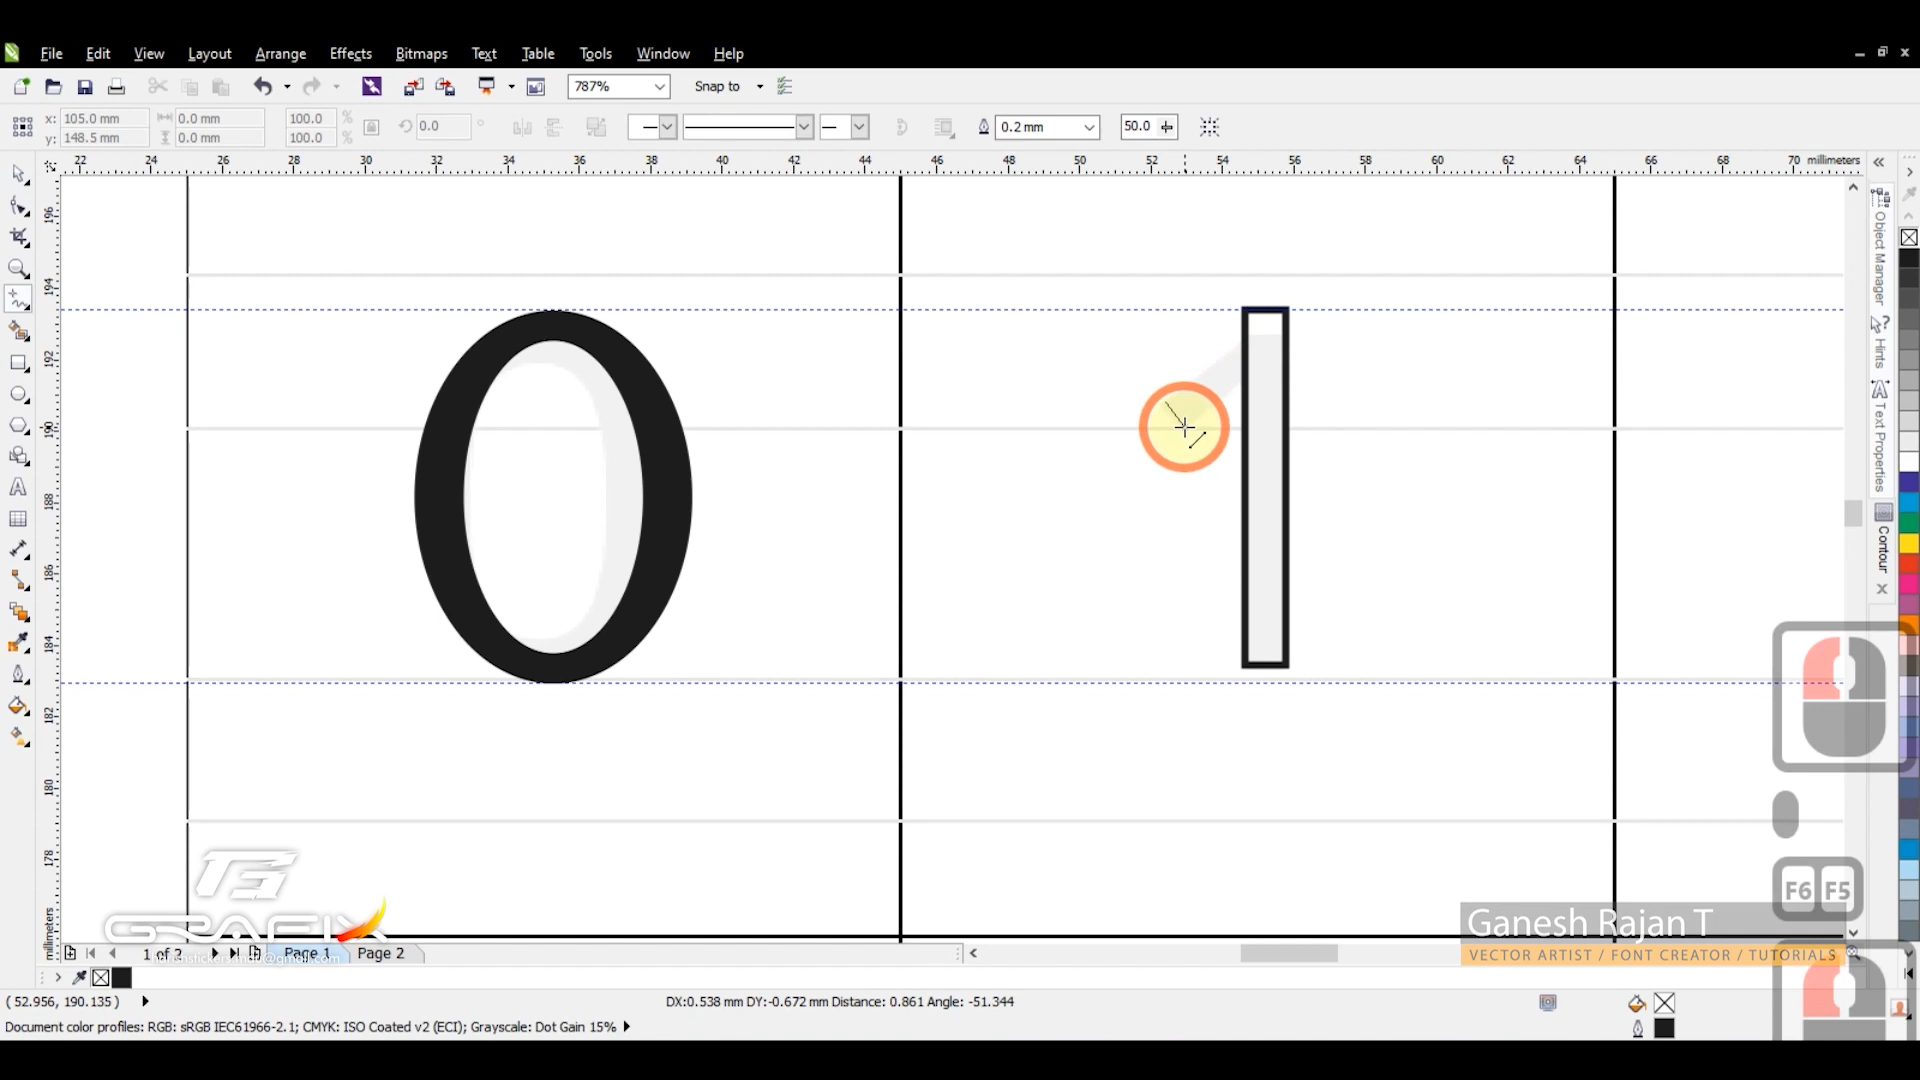 File Edit View Layout Arrange Effects Bitmaps Text Table Tools Window Help
787% Snap to
x: 105.0 mm 0.0 mm 100.0 % 0.0 ° 0.2 mm 50.0
y: 148.5 mm 0.0 mm 100.0 %
22 24 26 28 30 32 34 36 38 40 42 44 46 48 50 52 54 56 58 60 62 64 66 68 70 millimeters
196
194
192
190
188
186
184
182
180
178
millimeters
Object Manager
Hints
Text Properties
Contour
0 1
F6 F5
GRAFIX
Ganesh Rajan T
VECTOR ARTIST / FONT CREATOR / TUTORIALS
1 of 2 Page 1 Page 2
( 52.956, 190.135 ) DX:0.538 mm DY:-0.672 mm Distance: 0.861 Angle: -51.344
Document color profiles: RGB: sRGB IEC61966-2.1; CMYK: ISO Coated v2 (ECI); Grayscale: Dot Gain 15%